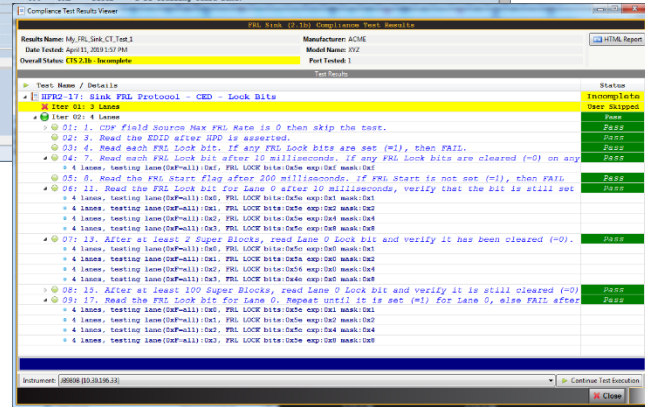 Compliance Test Results Viewer
FRL Sink (2.1b) Compliance Test Results
Results Name: My_FRL_Sink_CT_Test_1
Manufacturer: ACME
HTML Report
Date Tested: April 11, 2019 1:57 PM
Model Name: XYZ
Overall Status: CTS 2.1b - Incomplete
Port Tested: 1
Test Results
Test Name / Details
Status
HFR2-17: Sink FRL Protocol - CED - Lock Bits
Incomplete
Iter 01: 3 Lanes
User Skipped
Iter 02: 4 Lanes
Pass
01: 1. CDF field Source Max FRL Rate is 0 then skip the test.
Pass
02: 3. Read the EDID after HPD is asserted.
Pass
03: 4. Read each FRL Lock bit. If any FRL Lock bits are set (=1), then FAIL.
Pass
04: 7. Read each FRL Lock bit after 10 milliseconds. If any FRL Lock bits are cleared (=0) on any
Pass
4 lanes, testing lane(0xF=all):0xf, FRL LOCK bits:0x5e exp:0xf mask:0xf
05: 8. Read the FRL Start flag after 200 milliseconds. If FRL Start is not set (=1), then FAIL
Pass
06: 11. Read the FRL Lock bit for Lane 0 after 10 milliseconds, verify that the bit is still set
Pass
4 lanes, testing lane(0xF=all):0x0, FRL LOCK bits:0x5e exp:0x1 mask:0x1
4 lanes, testing lane(0xF=all):0x1, FRL LOCK bits:0x5e exp:0x2 mask:0x2
4 lanes, testing lane(0xF=all):0x2, FRL LOCK bits:0x5e exp:0x4 mask:0x4
4 lanes, testing lane(0xF=all):0x3, FRL LOCK bits:0x5e exp:0x8 mask:0x8
07: 13. After at least 2 Super Blocks, read Lane 0 Lock bit and verify it has been cleared (=0).
Pass
4 lanes, testing lane(0xF=all):0x0, FRL LOCK bits:0x5c exp:0x0 mask:0x1
4 lanes, testing lane(0xF=all):0x1, FRL LOCK bits:0x5a exp:0x0 mask:0x2
4 lanes, testing lane(0xF=all):0x2, FRL LOCK bits:0x56 exp:0x0 mask:0x4
4 lanes, testing lane(0xF=all):0x3, FRL LOCK bits:0x4e exp:0x0 mask:0x8
08: 15. After at least 100 Super Blocks, read Lane 0 Lock bit and verify it is still cleared (=0)
Pass
09: 17. Read the FRL Lock bit for Lane 0. Repeat until it is set (=1) for Lane 0, else FAIL after
Pass
4 lanes, testing lane(0xF=all):0x0, FRL LOCK bits:0x5e exp:0x1 mask:0x1
4 lanes, testing lane(0xF=all):0x1, FRL LOCK bits:0x5e exp:0x2 mask:0x2
4 lanes, testing lane(0xF=all):0x2, FRL LOCK bits:0x5e exp:0x4 mask:0x4
4 lanes, testing lane(0xF=all):0x3, FRL LOCK bits:0x5e exp:0x8 mask:0x8
Instrument:
[10.30.196.33]
Continue Test Execution
Close